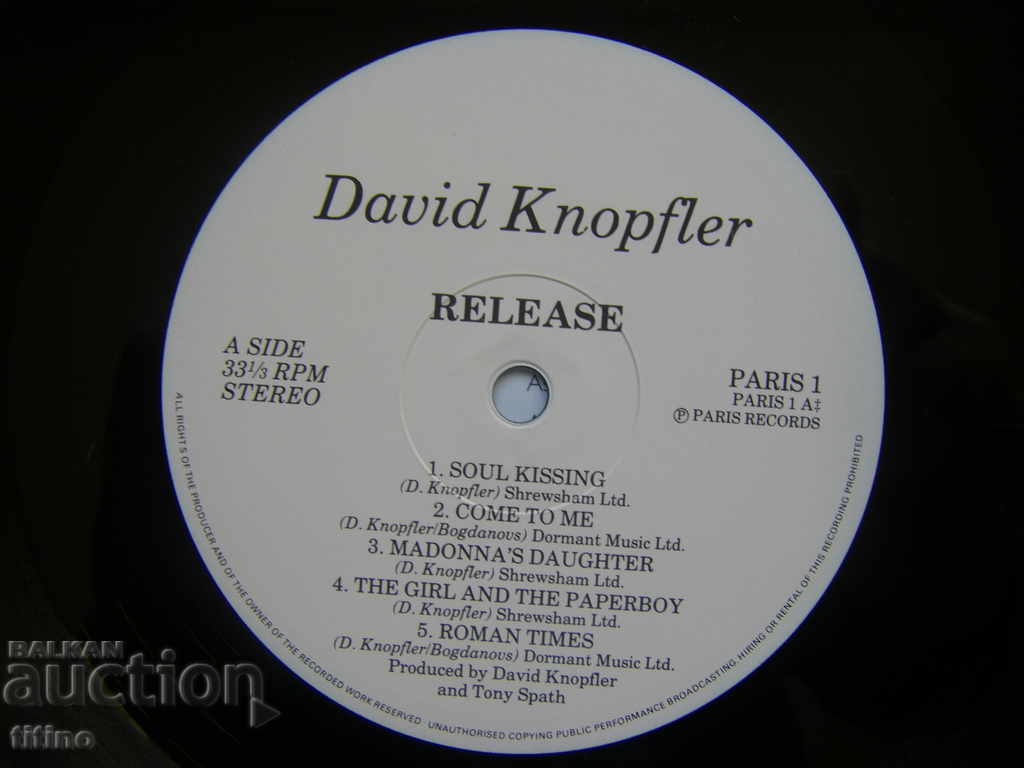 David Knopfler
RELEASE
A SIDE
33⅓ RPM
STEREO
PARIS 1
PARIS 1 A‡
Ⓟ PARIS RECORDS
1. SOUL KISSING
(D. Knopfler) Shrewsham Ltd.
2. COME TO ME
(D. Knopfler/Bogdanovs) Dormant Music Ltd.
3. MADONNA'S DAUGHTER
(D. Knopfler) Shrewsham Ltd.
4. THE GIRL AND THE PAPERBOY
(D. Knopfler) Shrewsham Ltd.
5. ROMAN TIMES
(D. Knopfler/Bogdanovs) Dormant Music Ltd.
Produced by David Knopfler
and Tony Spath
ALL RIGHTS OF THE PRODUCER AND OF THE OWNER OF THE RECORDED WORK RESERVED · UNAUTHORISED COPYING PUBLIC PERFORMANCE BROADCASTING, HIRING OR RENTAL OF THIS RECORDING PROHIBITED
BALKAN
auction
titino